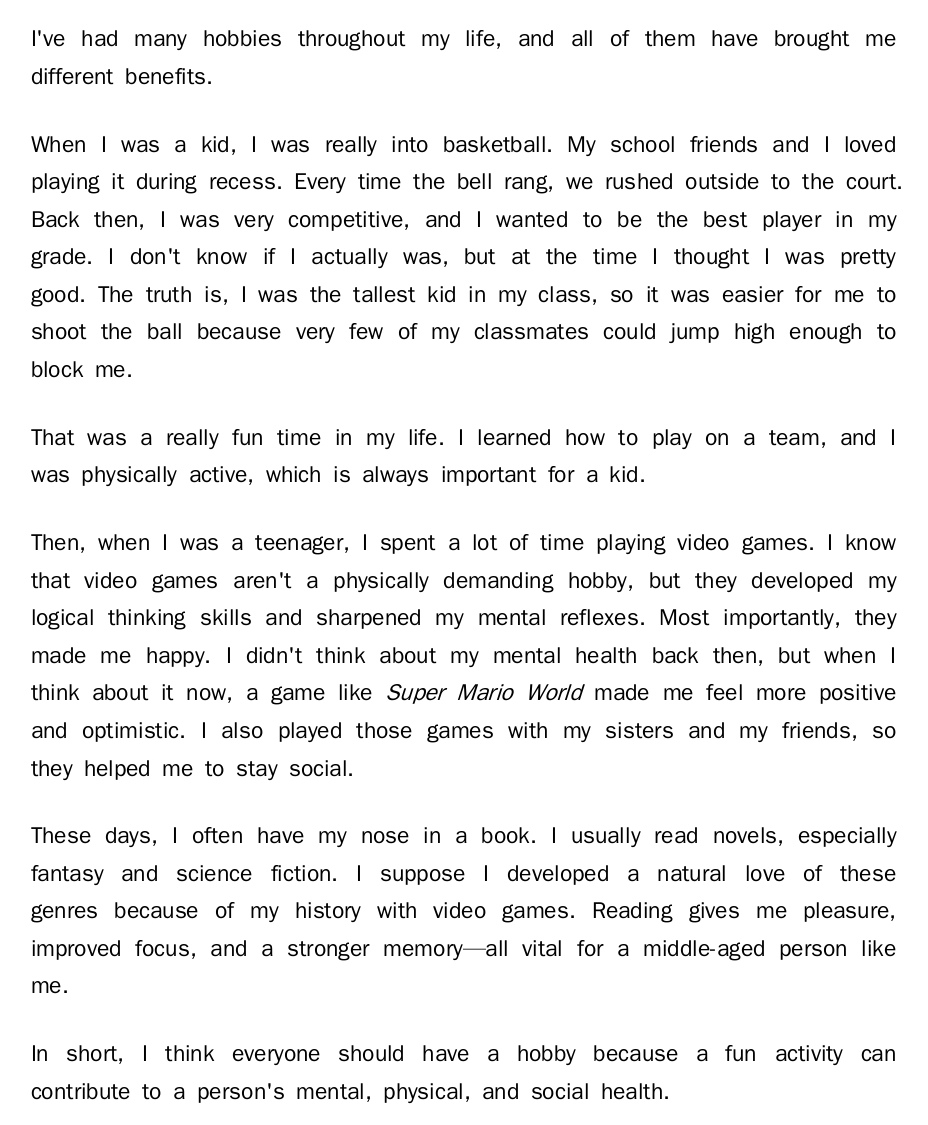 I've had many hobbies throughout my life, and all of them have brought me
different benefits.
When I was a kid, I was really into basketball. My school friends and I loved
playing it during recess. Every time the bell rang, we rushed outside to the court.
Back then, I was very competitive, and I wanted to be the best player in my
grade. I don't know if I actually was, but at the time I thought I was pretty
good. The truth is, I was the tallest kid in my class, so it was easier for me to
shoot the ball because very few of my classmates could jump high enough to
block me.
That was a really fun time in my life. I learned how to play on a team, and I
was physically active, which is always important for a kid.
Then, when I was a teenager, I spent a lot of time playing video games. I know
that video games aren't a physically demanding hobby, but they developed my
logical thinking skills and sharpened my mental reflexes. Most importantly, they
made me happy. I didn't think about my mental health back then, but when I
think about it now, a game like Super Mario World made me feel more positive
and optimistic. I also played those games with my sisters and my friends, so
they helped me to stay social.
These days, I often have my nose in a book. I usually read novels, especially
fantasy and science fiction. I suppose I developed a natural love of these
genres because of my history with video games. Reading gives me pleasure,
improved focus, and a stronger memory—all vital for a middle-aged person like
me.
In short, I think everyone should have a hobby because a fun activity can
contribute to a person's mental, physical, and social health.